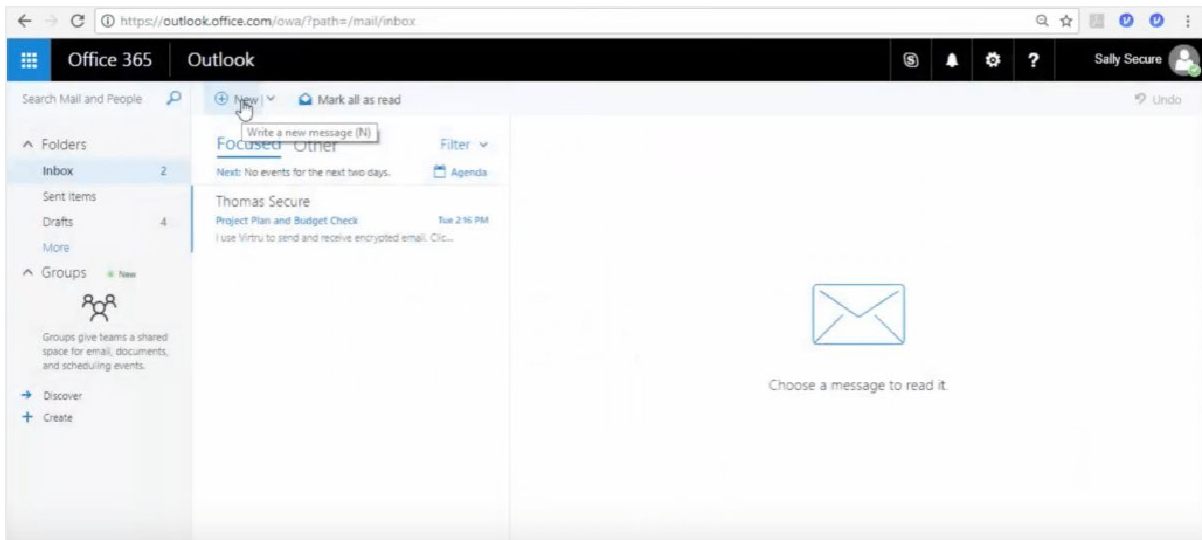 https://outlook.office.com/owa/?path=/mail/inbox
Office 365 Outlook Sally Secure
Search Mail and People New Mark all as read Undo
Write a new message (N)
Folders Focused Other Filter
Inbox 2 Next: No events for the next two days. Agenda
Sent Items Thomas Secure
Drafts 4 Project Plan and Budget Check Tue 2:16 PM
More I use Virtru to send and receive encrypted email. Clic...
Groups New
Groups give teams a shared
space for email, documents,
and scheduling events.
Choose a message to read it
Discover
Create